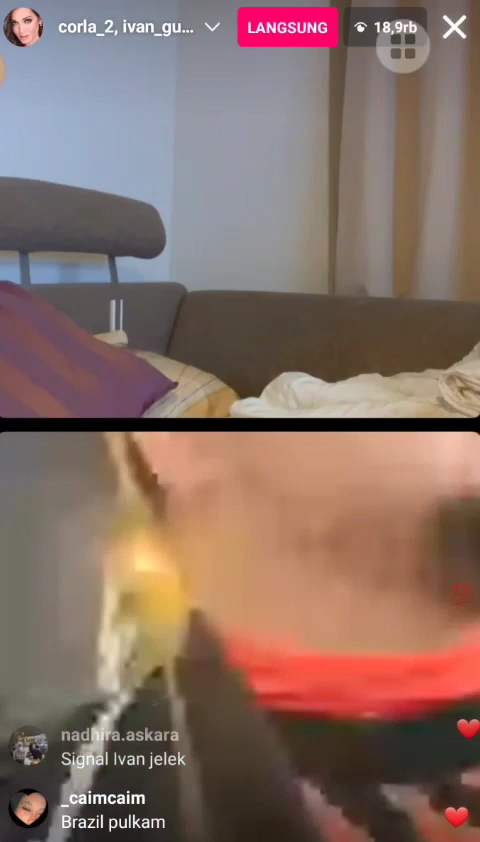 corla_2, ivan_gu...
LANGSUNG
18,9rb
nadhira.askara
Signal Ivan jelek
_caimcaim
Brazil pulkam